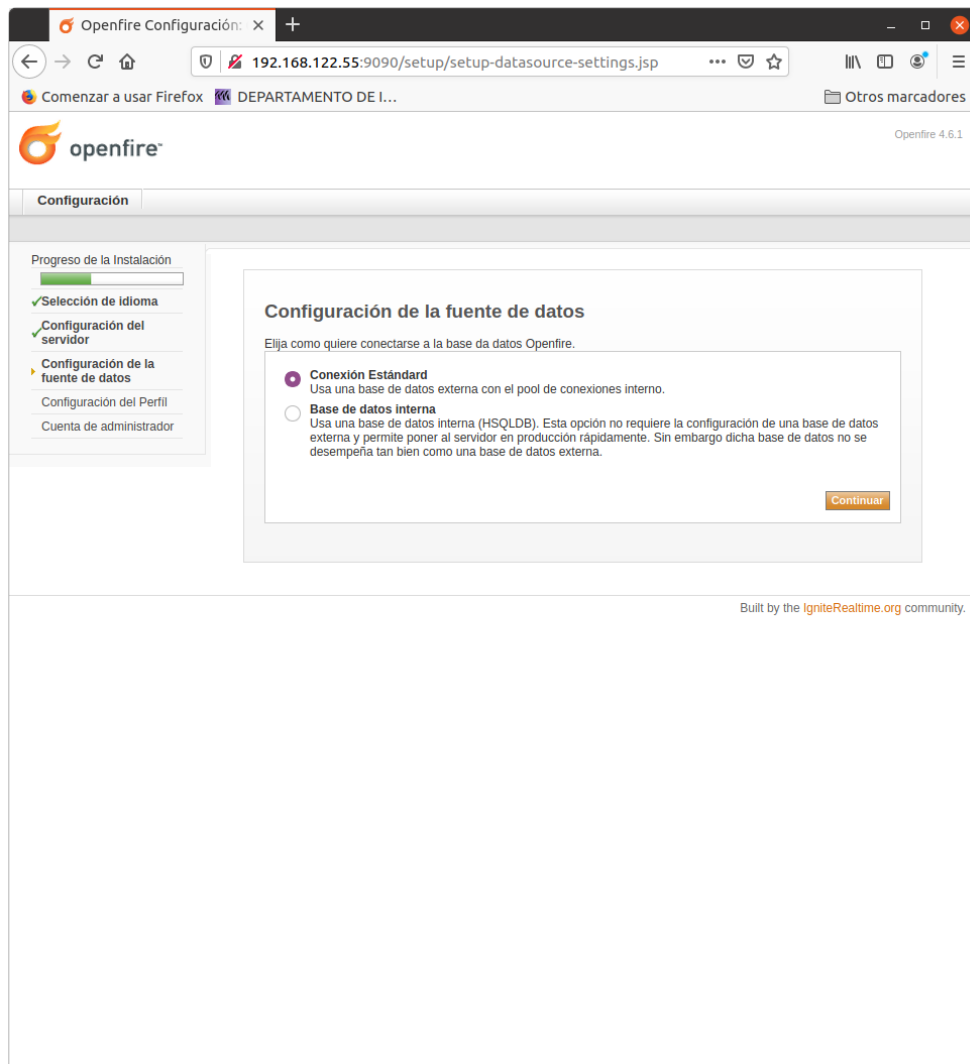 Openfire Configuración:
192.168.122.55:9090/setup/setup-datasource-settings.jsp
Comenzar a usar Firefox
DEPARTAMENTO DE I...
Otros marcadores
openfire™
Openfire 4.6.1
Configuración
Progreso de la Instalación
Selección de idioma
Configuración del
servidor
Configuración de la
fuente de datos
Configuración del Perfíl
Cuenta de administrador
Configuración de la fuente de datos
Elija como quiere conectarse a la base da datos Openfire.
Conexión Estándard
Usa una base de datos externa con el pool de conexiones interno.
Base de datos interna
Usa una base de datos interna (HSQLDB). Esta opción no requiere la configuración de una base de datos
externa y permite poner al servidor en producción rápidamente. Sin embargo dicha base de datos no se
desempeña tan bien como una base de datos externa.
Continuar
Built by the IgniteRealtime.org community.